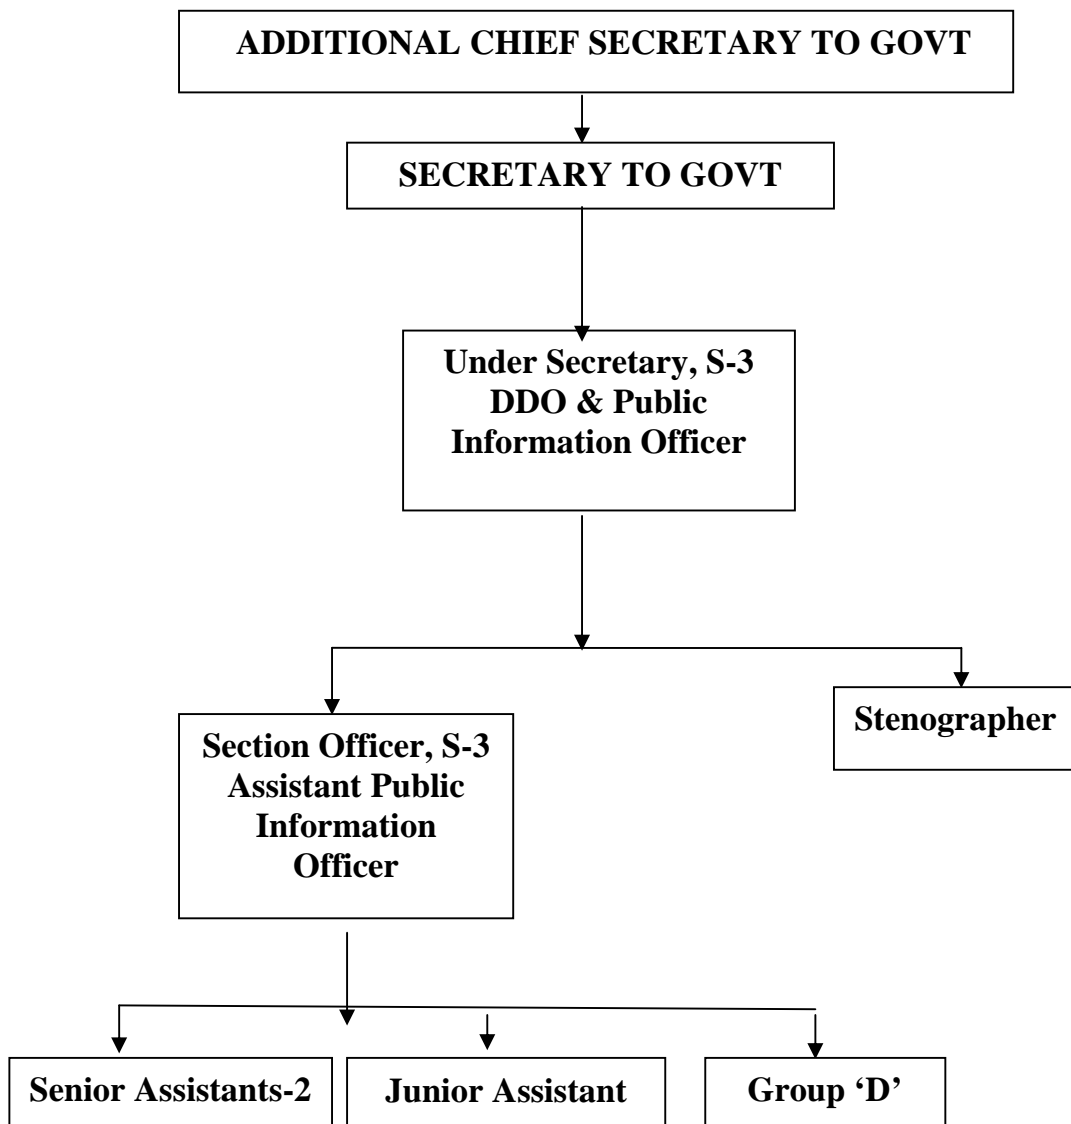 ADDITIONAL CHIEF SECRETARY TO GOVT
SECRETARY TO GOVT
Under Secretary, S-3
DDO & Public
Information Officer
Stenographer
Section Officer, S-3
Assistant Public
Information
Officer
Senior Assistants-2
Junior Assistant
Group ‘D’